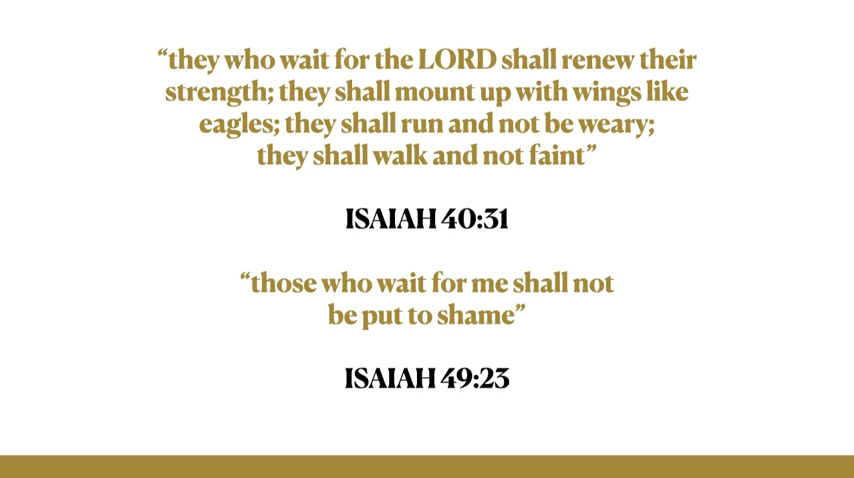 “they who wait for the LORD shall renew their
strength; they shall mount up with wings like
eagles; they shall run and not be weary;
they shall walk and not faint”
ISAIAH 40:31
“those who wait for me shall not
be put to shame”
ISAIAH 49:23